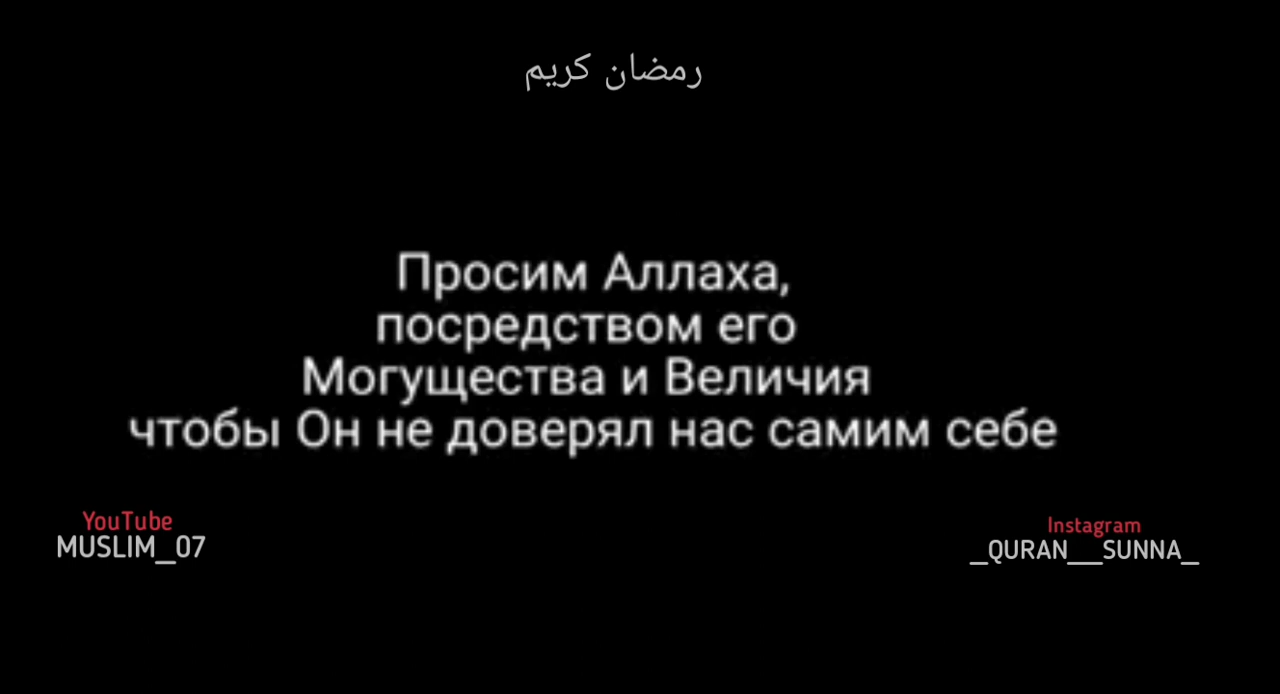 رمضان كريم
Просим Аллаха,
посредством его
Могущества и Величия
чтобы Он не доверял нас самим себе
YouTube
MUSLIM_07
Instagram
_QURAN__SUNNA_